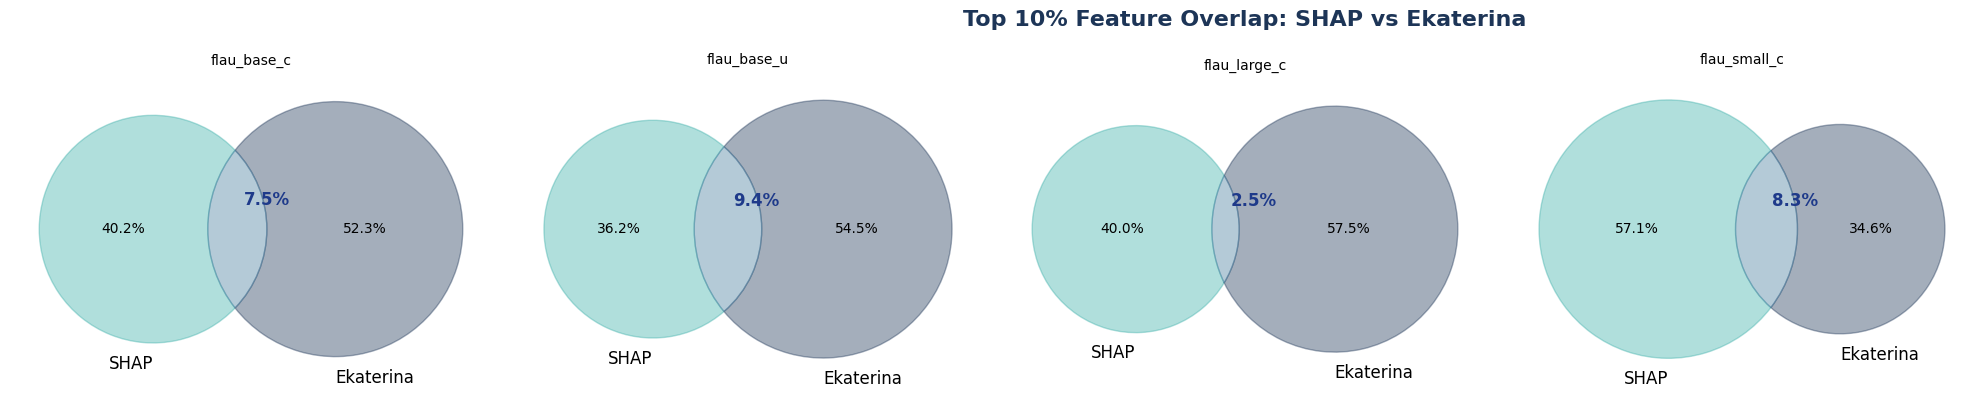 Top 10% Feature Overlap: SHAP vs Ekaterina
flau_base_c
40.2%
7.5%
52.3%
SHAP
Ekaterina
flau_base_u
36.2%
9.4%
54.5%
SHAP
Ekaterina
flau_large_c
40.0%
2.5%
57.5%
SHAP
Ekaterina
flau_small_c
57.1%
8.3%
34.6%
SHAP
Ekaterina